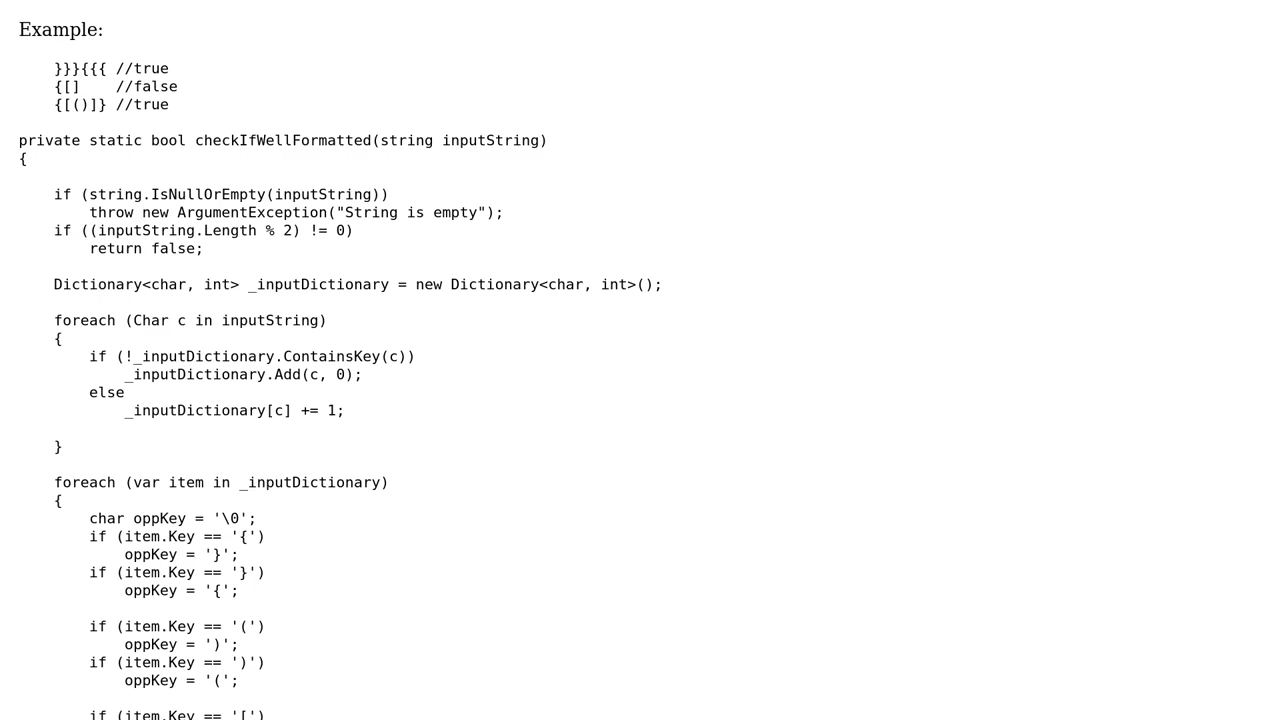 Example:
}}}{{{ //true
{[]    //false
{[()]} //true
private static bool checkIfWellFormatted(string inputString)
{
    if (string.IsNullOrEmpty(inputString))
        throw new ArgumentException("String is empty");
    if ((inputString.Length % 2) != 0)
        return false;
    Dictionary<char, int> _inputDictionary = new Dictionary<char, int>();
    foreach (Char c in inputString)
    {
        if (!_inputDictionary.ContainsKey(c))
            _inputDictionary.Add(c, 0);
        else
            _inputDictionary[c] += 1;
    }
    foreach (var item in _inputDictionary)
    {
        char oppKey = '\0';
        if (item.Key == '{')
            oppKey = '}';
        if (item.Key == '}')
            oppKey = '{';
        if (item.Key == '(')
            oppKey = ')';
        if (item.Key == ')')
            oppKey = '(';
        if (item.Key == '[')